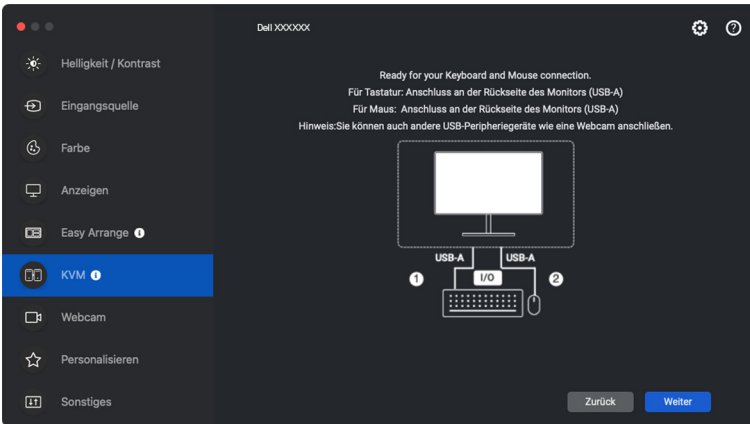 Dell XXXXXX
Helligkeit / Kontrast
Eingangsquelle
Farbe
Anzeigen
Easy Arrange
KVM
Webcam
Personalisieren
Sonstiges
Ready for your Keyboard and Mouse connection.
Für Tastatur: Anschluss an der Rückseite des Monitors (USB-A)
Für Maus: Anschluss an der Rückseite des Monitors (USB-A)
Hinweis:Sie können auch andere USB-Peripheriegeräte wie eine Webcam anschließen.
USB-A USB-A
1 I/O 2
Zurück Weiter